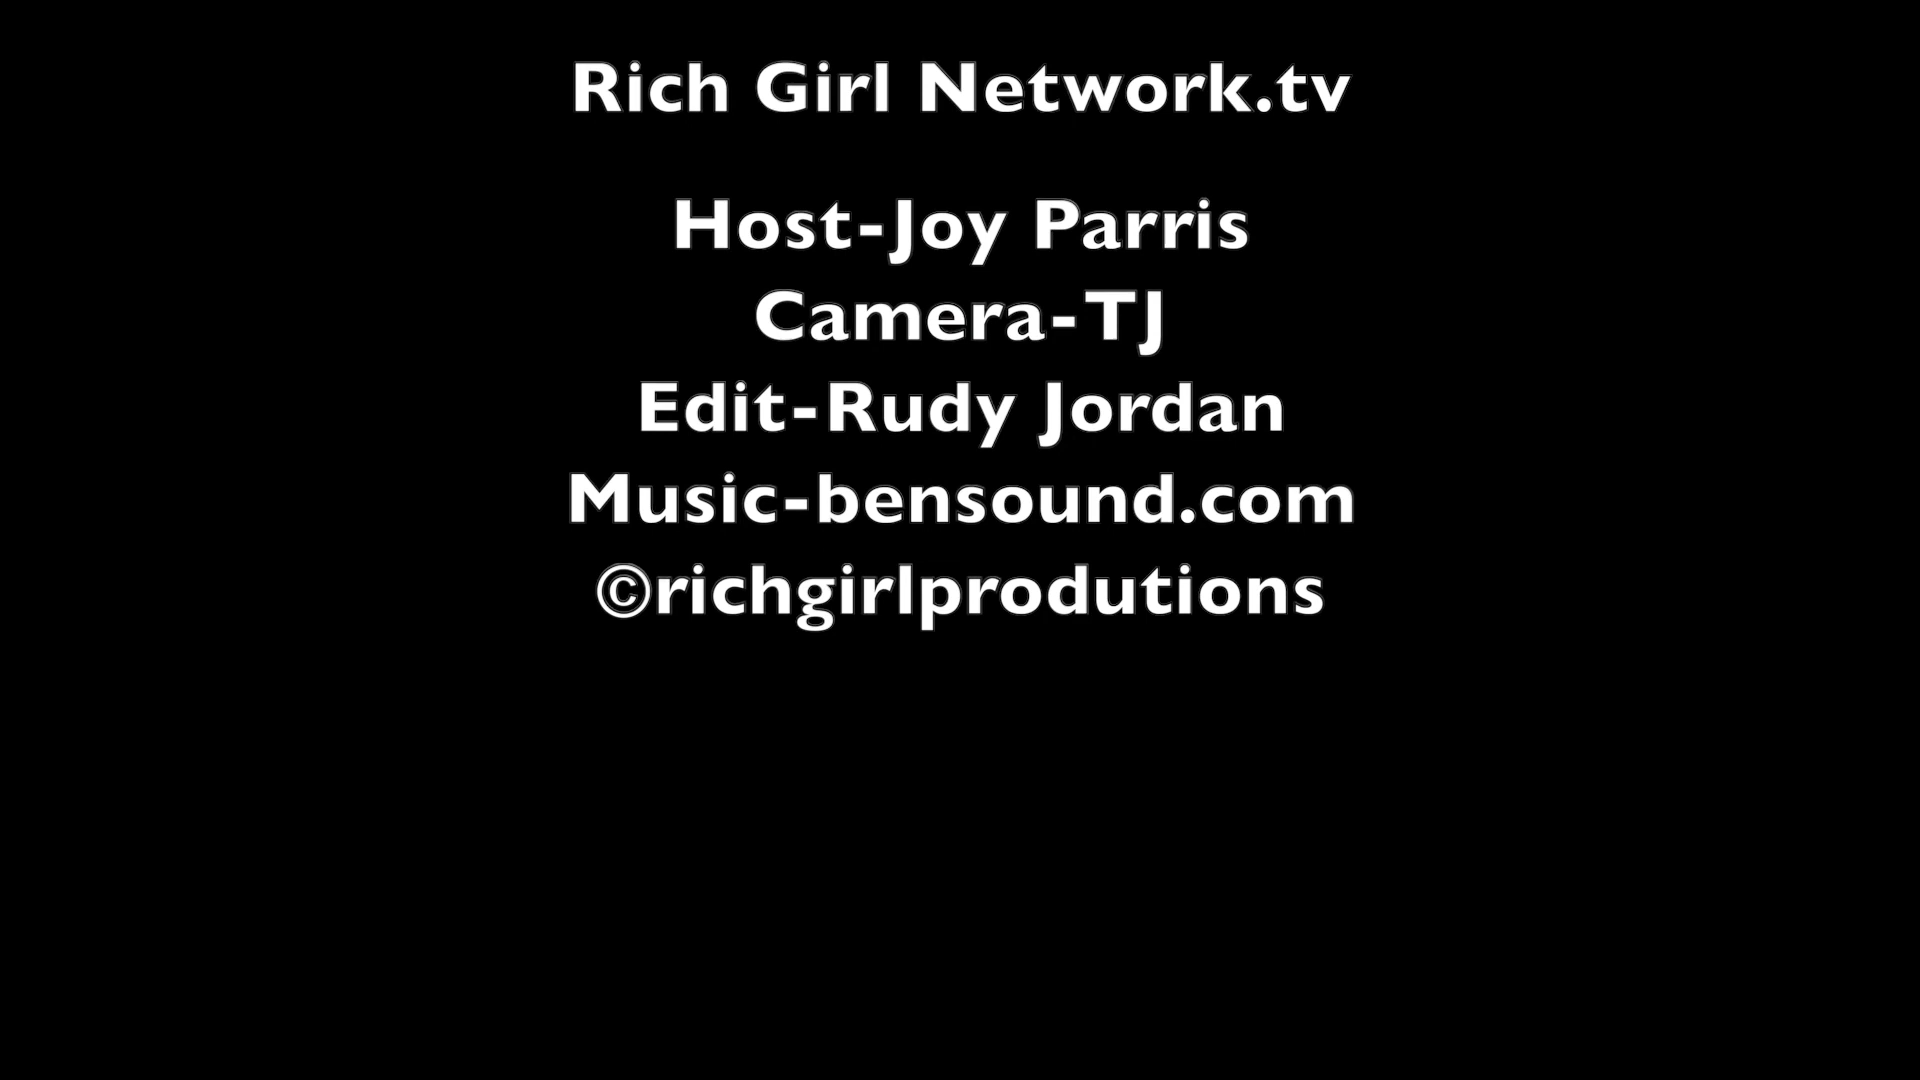 Rich Girl Network.tv
Host-Joy Parris
Camera-TJ
Edit-Rudy Jordan
Music-bensound.com
©richgirlprodutions